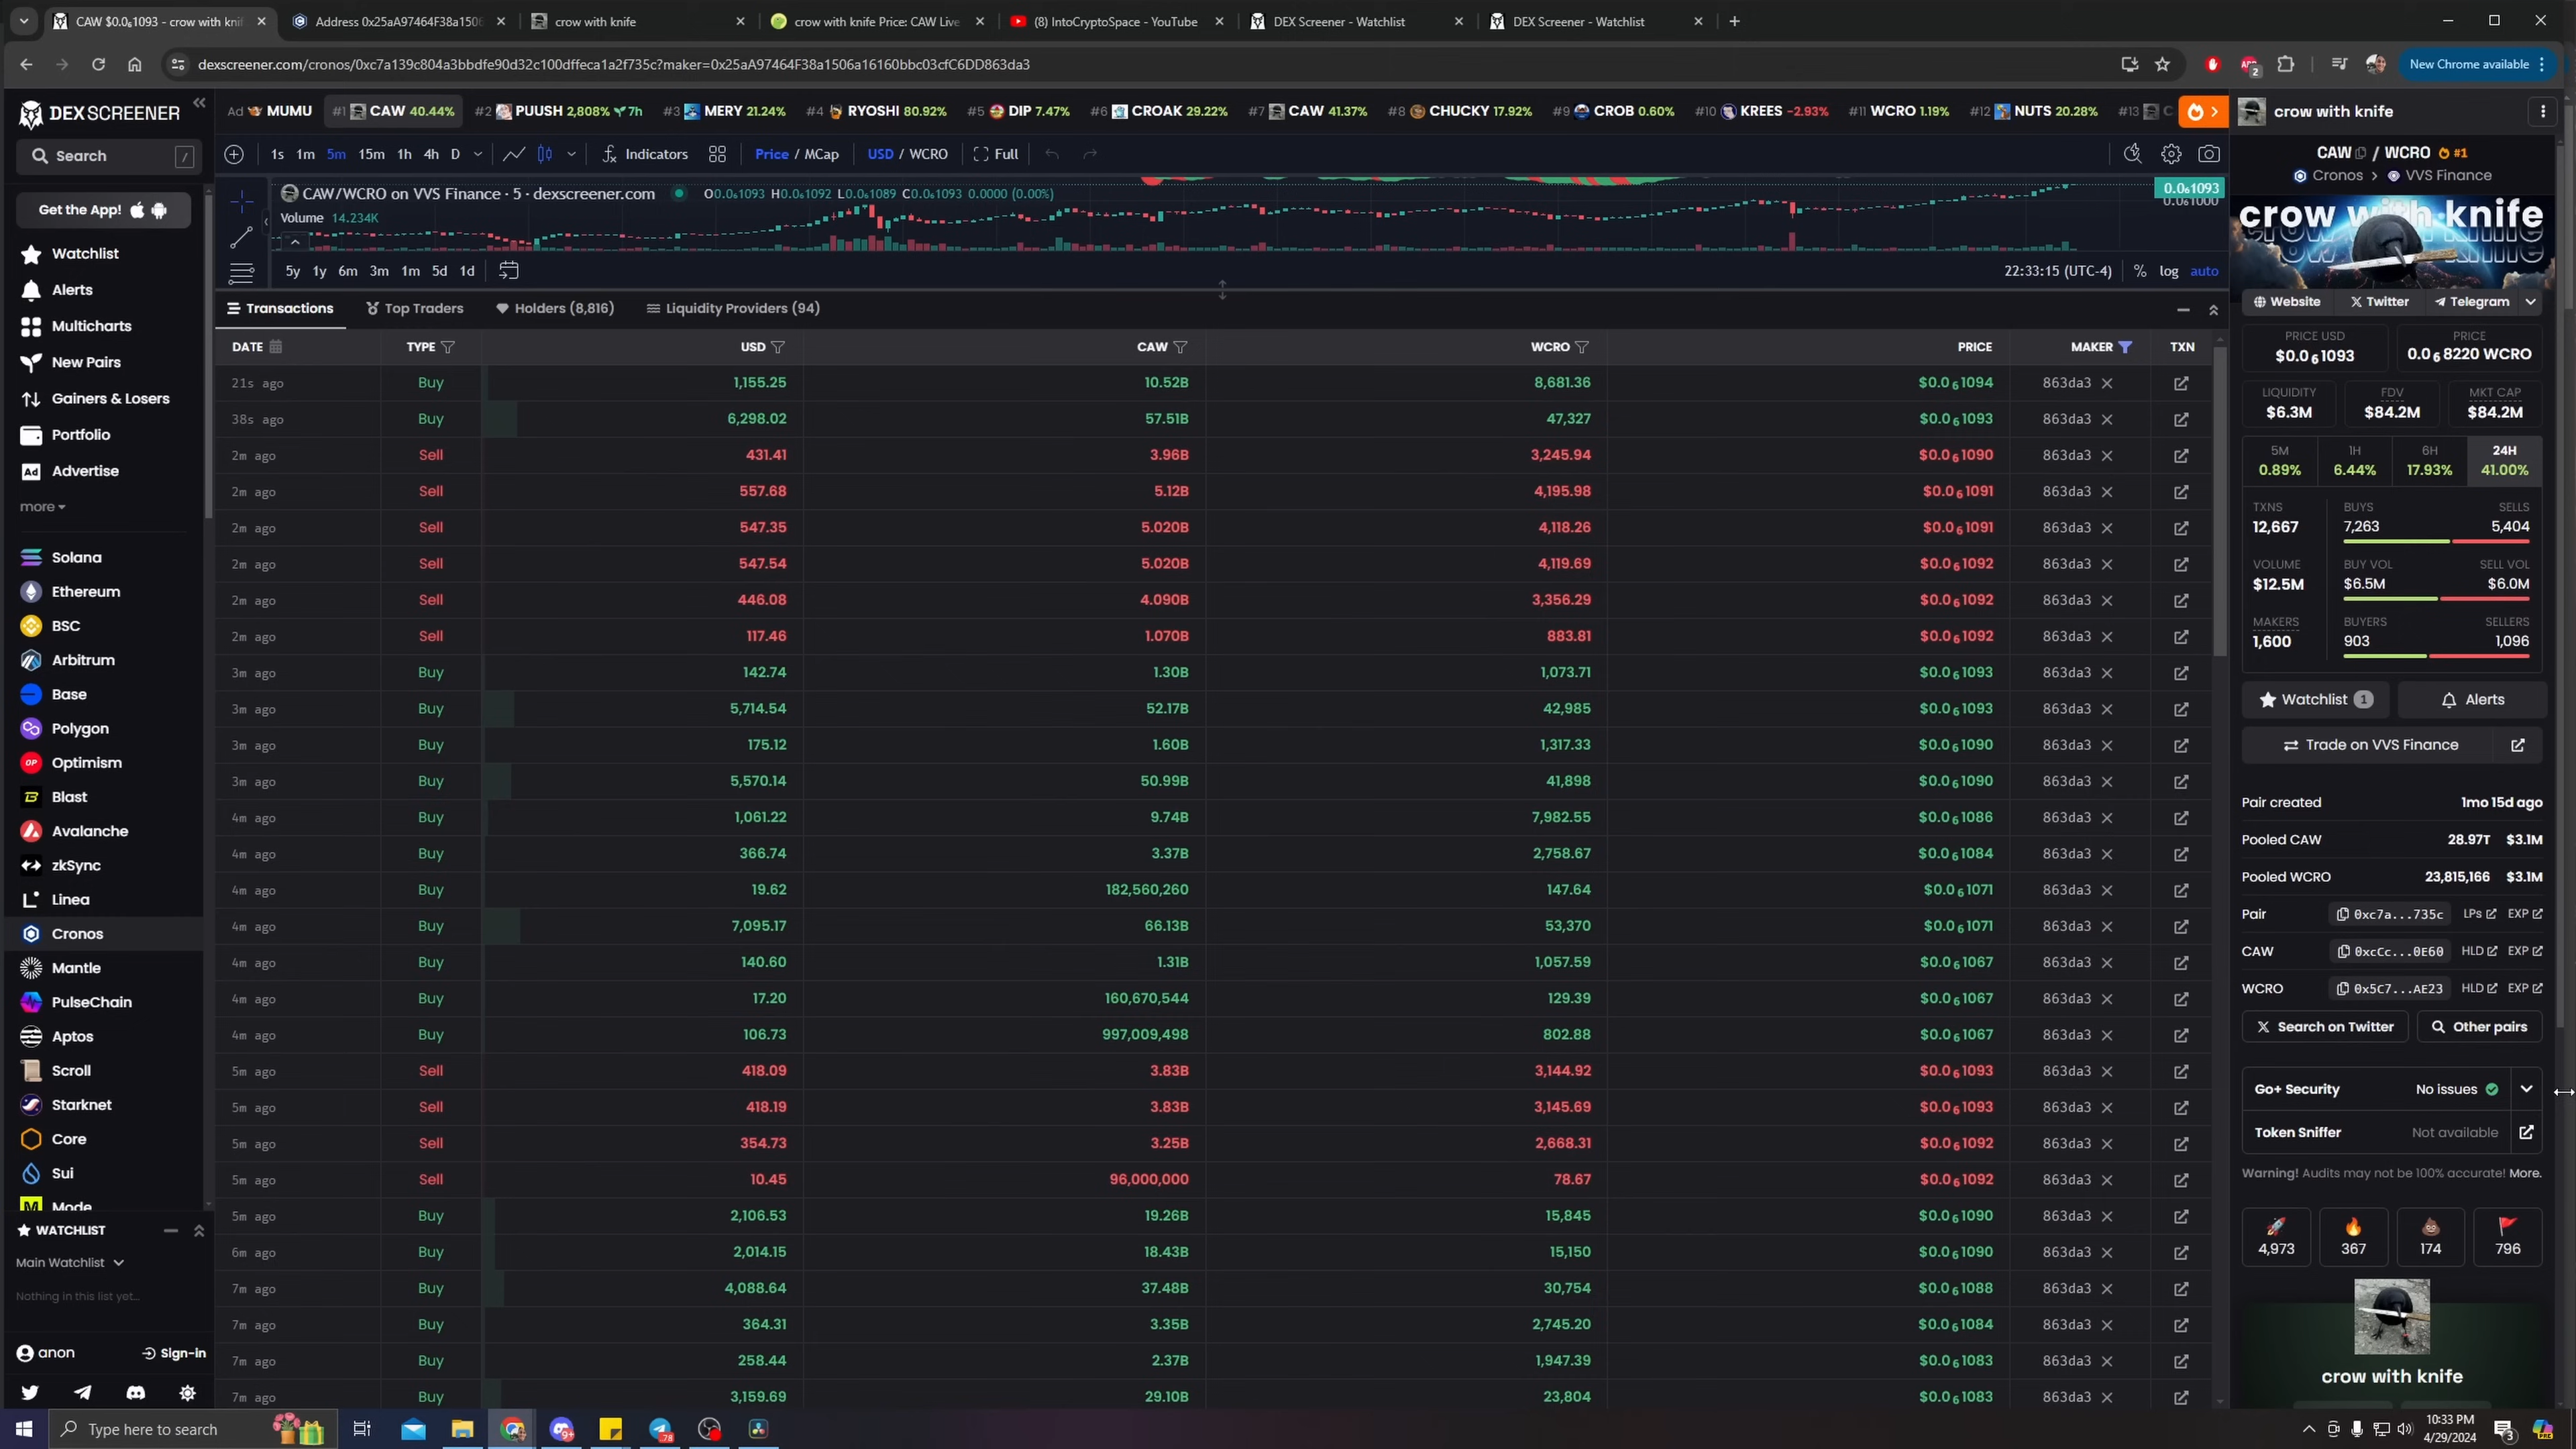 CAW $0.0₆1093 - crow with knif
Address 0x25aA97464F38a1506
crow with knife
crow with knife Price: CAW Live
(8) IntoCryptoSpace - YouTube
DEX Screener - Watchlist
DEX Screener - Watchlist
dexscreener.com/cronos/0xc7a139c804a3bbdfe90d32c100dffeca1a2f735c?maker=0x25aA97464F38a1506a16160bbc03cfC6DD863da3
New Chrome available
DEXSCREENER
Search /
Get the App!
Watchlist
Alerts
Multicharts
New Pairs
Gainers & Losers
Portfolio
Ad Advertise
more
Solana
Ethereum
BSC
Arbitrum
Base
Polygon
OP Optimism
Blast
Avalanche
zkSync
Linea
Cronos
Mantle
PulseChain
Aptos
Scroll
Starknet
Core
Sui
Mode
WATCHLIST
Main Watchlist
Nothing in this list yet...
anon Sign-in
Ad MUMU #1 CAW 40.44% #2 PUUSH 2,808% 7h #3 MERY 21.24% #4 RYOSHI 80.92% #5 DIP 7.47% #6 CROAK 29.22% #7 CAW 41.37% #8 CHUCKY 17.92% #9 CROB 0.60% #10 KREES -2.93% #11 WCRO 1.19% #12 NUTS 20.28% #13 C
1s 1m 5m 15m 1h 4h D Indicators Price / MCap USD / WCRO Full
CAW/WCRO on VVS Finance · 5 · dexscreener.com O0.0₆1093 H0.0₆1092 L0.0₆1089 C0.0₆1093 0.0000 (0.00%)
Volume 14.234K
0.0₆1093
0.0₆1000
5y 1y 6m 3m 1m 5d 1d 22:33:15 (UTC-4) % log auto
Transactions Top Traders Holders (8,816) Liquidity Providers (94)
DATE TYPE USD CAW WCRO PRICE MAKER TXN
21s ago Buy 1,155.25 10.52B 8,681.36 $0.0₆1094 863da3
38s ago Buy 6,298.02 57.51B 47,327 $0.0₆1093 863da3
2m ago Sell 431.41 3.96B 3,245.94 $0.0₆1090 863da3
2m ago Sell 557.68 5.12B 4,195.98 $0.0₆1091 863da3
2m ago Sell 547.35 5.020B 4,118.26 $0.0₆1091 863da3
2m ago Sell 547.54 5.020B 4,119.69 $0.0₆1092 863da3
2m ago Sell 446.08 4.090B 3,356.29 $0.0₆1092 863da3
2m ago Sell 117.46 1.070B 883.81 $0.0₆1092 863da3
3m ago Buy 142.74 1.30B 1,073.71 $0.0₆1093 863da3
3m ago Buy 5,714.54 52.17B 42,985 $0.0₆1093 863da3
3m ago Buy 175.12 1.60B 1,317.33 $0.0₆1090 863da3
3m ago Buy 5,570.14 50.99B 41,898 $0.0₆1090 863da3
4m ago Buy 1,061.22 9.74B 7,982.55 $0.0₆1086 863da3
4m ago Buy 366.74 3.37B 2,758.67 $0.0₆1084 863da3
4m ago Buy 19.62 182,560,260 147.64 $0.0₆1071 863da3
4m ago Buy 7,095.17 66.13B 53,370 $0.0₆1071 863da3
4m ago Buy 140.60 1.31B 1,057.59 $0.0₆1067 863da3
4m ago Buy 17.20 160,670,544 129.39 $0.0₆1067 863da3
4m ago Buy 106.73 997,009,498 802.88 $0.0₆1067 863da3
5m ago Sell 418.09 3.83B 3,144.92 $0.0₆1093 863da3
5m ago Sell 418.19 3.83B 3,145.69 $0.0₆1093 863da3
5m ago Sell 354.73 3.25B 2,668.31 $0.0₆1092 863da3
5m ago Sell 10.45 96,000,000 78.67 $0.0₆1092 863da3
5m ago Buy 2,106.53 19.26B 15,845 $0.0₆1090 863da3
6m ago Buy 2,014.15 18.43B 15,150 $0.0₆1090 863da3
7m ago Buy 4,088.64 37.48B 30,754 $0.0₆1088 863da3
7m ago Buy 364.31 3.35B 2,745.20 $0.0₆1084 863da3
7m ago Buy 258.44 2.37B 1,947.39 $0.0₆1083 863da3
7m ago Buy 3,159.69 29.10B 23,804 $0.0₆1083 863da3
crow with knife
CAW / WCRO #1
Cronos > VVS Finance
crow with knife
Website Twitter Telegram
PRICE USD PRICE
$0.0₆1093 0.0₆8220 WCRO
LIQUIDITY FDV MKT CAP
$6.3M $84.2M $84.2M
5M 1H 6H 24H
0.89% 6.44% 17.93% 41.00%
TXNS BUYS SELLS
12,667 7,263 5,404
VOLUME BUY VOL SELL VOL
$12.5M $6.5M $6.0M
MAKERS BUYERS SELLERS
1,600 903 1,096
Watchlist 1 Alerts
Trade on VVS Finance
Pair created 1mo 15d ago
Pooled CAW 28.97T $3.1M
Pooled WCRO 23,815,166 $3.1M
Pair 0xc7a...735c LPs EXP
CAW 0xcCc...0E60 HLD EXP
WCRO 0x5C7...AE23 HLD EXP
Search on Twitter Other pairs
Go+ Security No issues
Token Sniffer Not available
Warning! Audits may not be 100% accurate! More.
4,973 367 174 796
crow with knife
Type here to search
9+
78
10:33 PM
4/29/2024
3